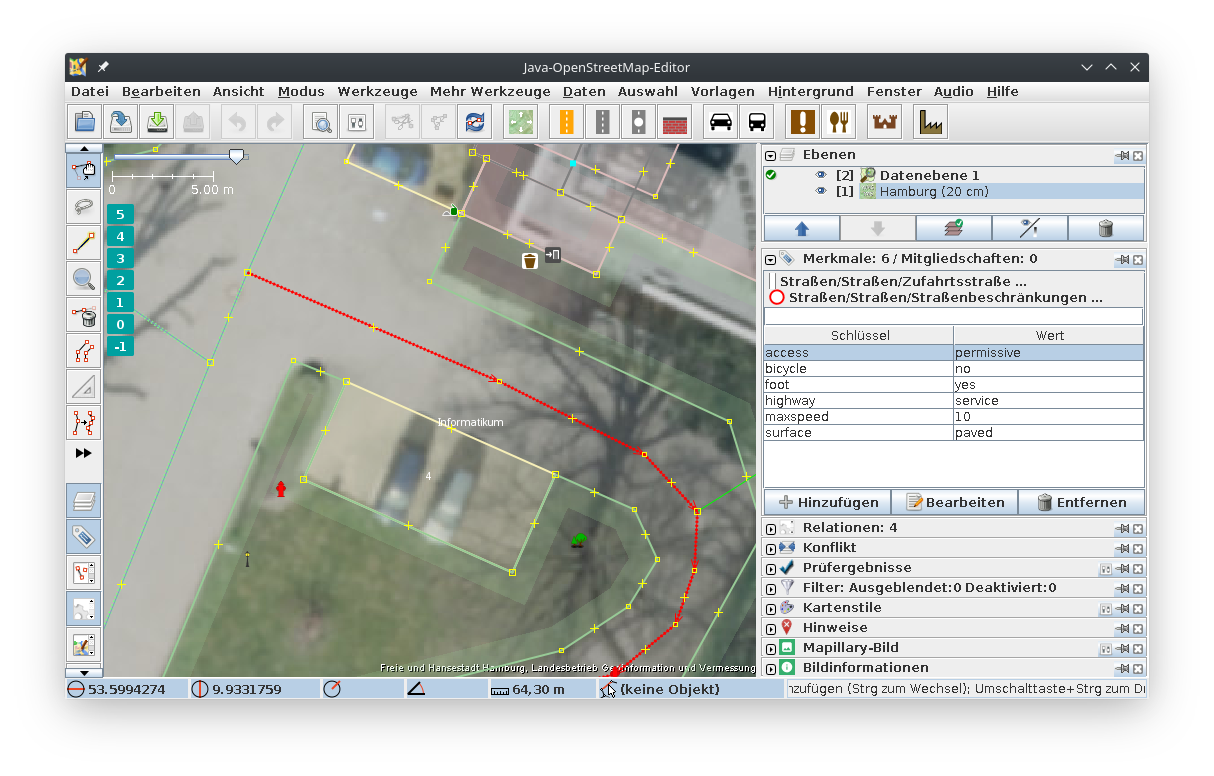 Java-OpenStreetMap-Editor
Datei Bearbeiten Ansicht Modus Werkzeuge Mehr Werkzeuge Daten Auswahl Vorlagen Hintergrund Fenster Audio Hilfe
0 5.00 m
5
4
3
2
1
0
-1
Informatikum
4
Freie und Hansestadt Hamburg, Landesbetrieb Geoinformation und Vermessung
Ebenen
[2] Datenebene 1
[1] Hamburg (20 cm)
Merkmale: 6 / Mitgliedschaften: 0
Straßen/Straßen/Zufahrtsstraße ...
Straßen/Straßen/Straßenbeschränkungen ...
Schlüssel Wert
access permissive
bicycle no
foot yes
highway service
maxspeed 10
surface paved
Hinzufügen Bearbeiten Entfernen
Relationen: 4
Konflikt
Prüfergebnisse
Filter: Ausgeblendet:0 Deaktiviert:0
Kartenstile
Hinweise
Mapillary-Bild
Bildinformationen
53.5994274 9.9331759 64,30 m (keine Objekt) nzufügen (Strg zum Wechsel); Umschalttaste+Strg zum